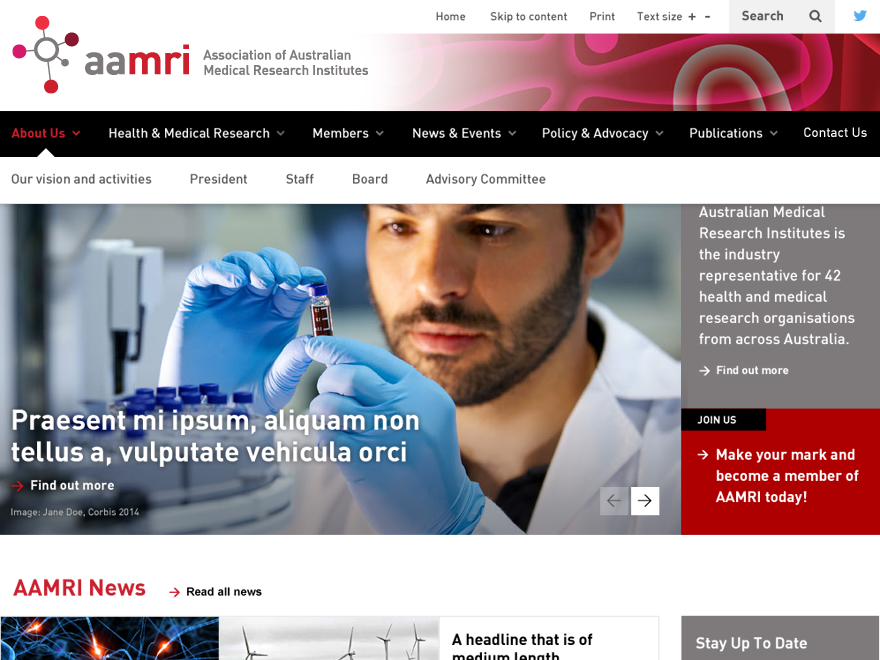 Home Skip to content Print Text size + - Search
aamri Association of Australian
Medical Research Institutes
About Us Health & Medical Research Members News & Events Policy & Advocacy Publications Contact Us
Our vision and activities President Staff Board Advisory Committee
Praesent mi ipsum, aliquam non
tellus a, vulputate vehicula orci
Find out more
Image: Jane Doe, Corbis 2014
Australian Medical
Research Institutes is
the industry
representative for 42
health and medical
research organisations
from across Australia.
Find out more
JOIN US
Make your mark and
become a member of
AAMRI today!
AAMRI News Read all news
A headline that is of
medium length
Stay Up To Date